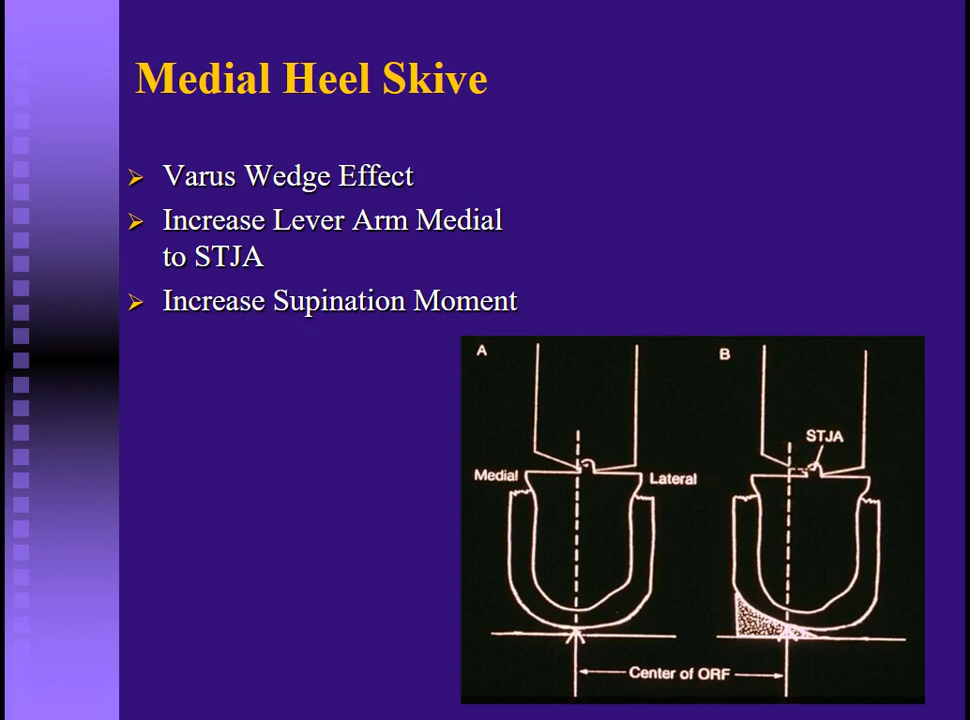 Medial Heel Skive
Varus Wedge Effect
Increase Lever Arm Medial
to STJA
Increase Supination Moment
A
B
STJA
Medial
Lateral
Center of ORF